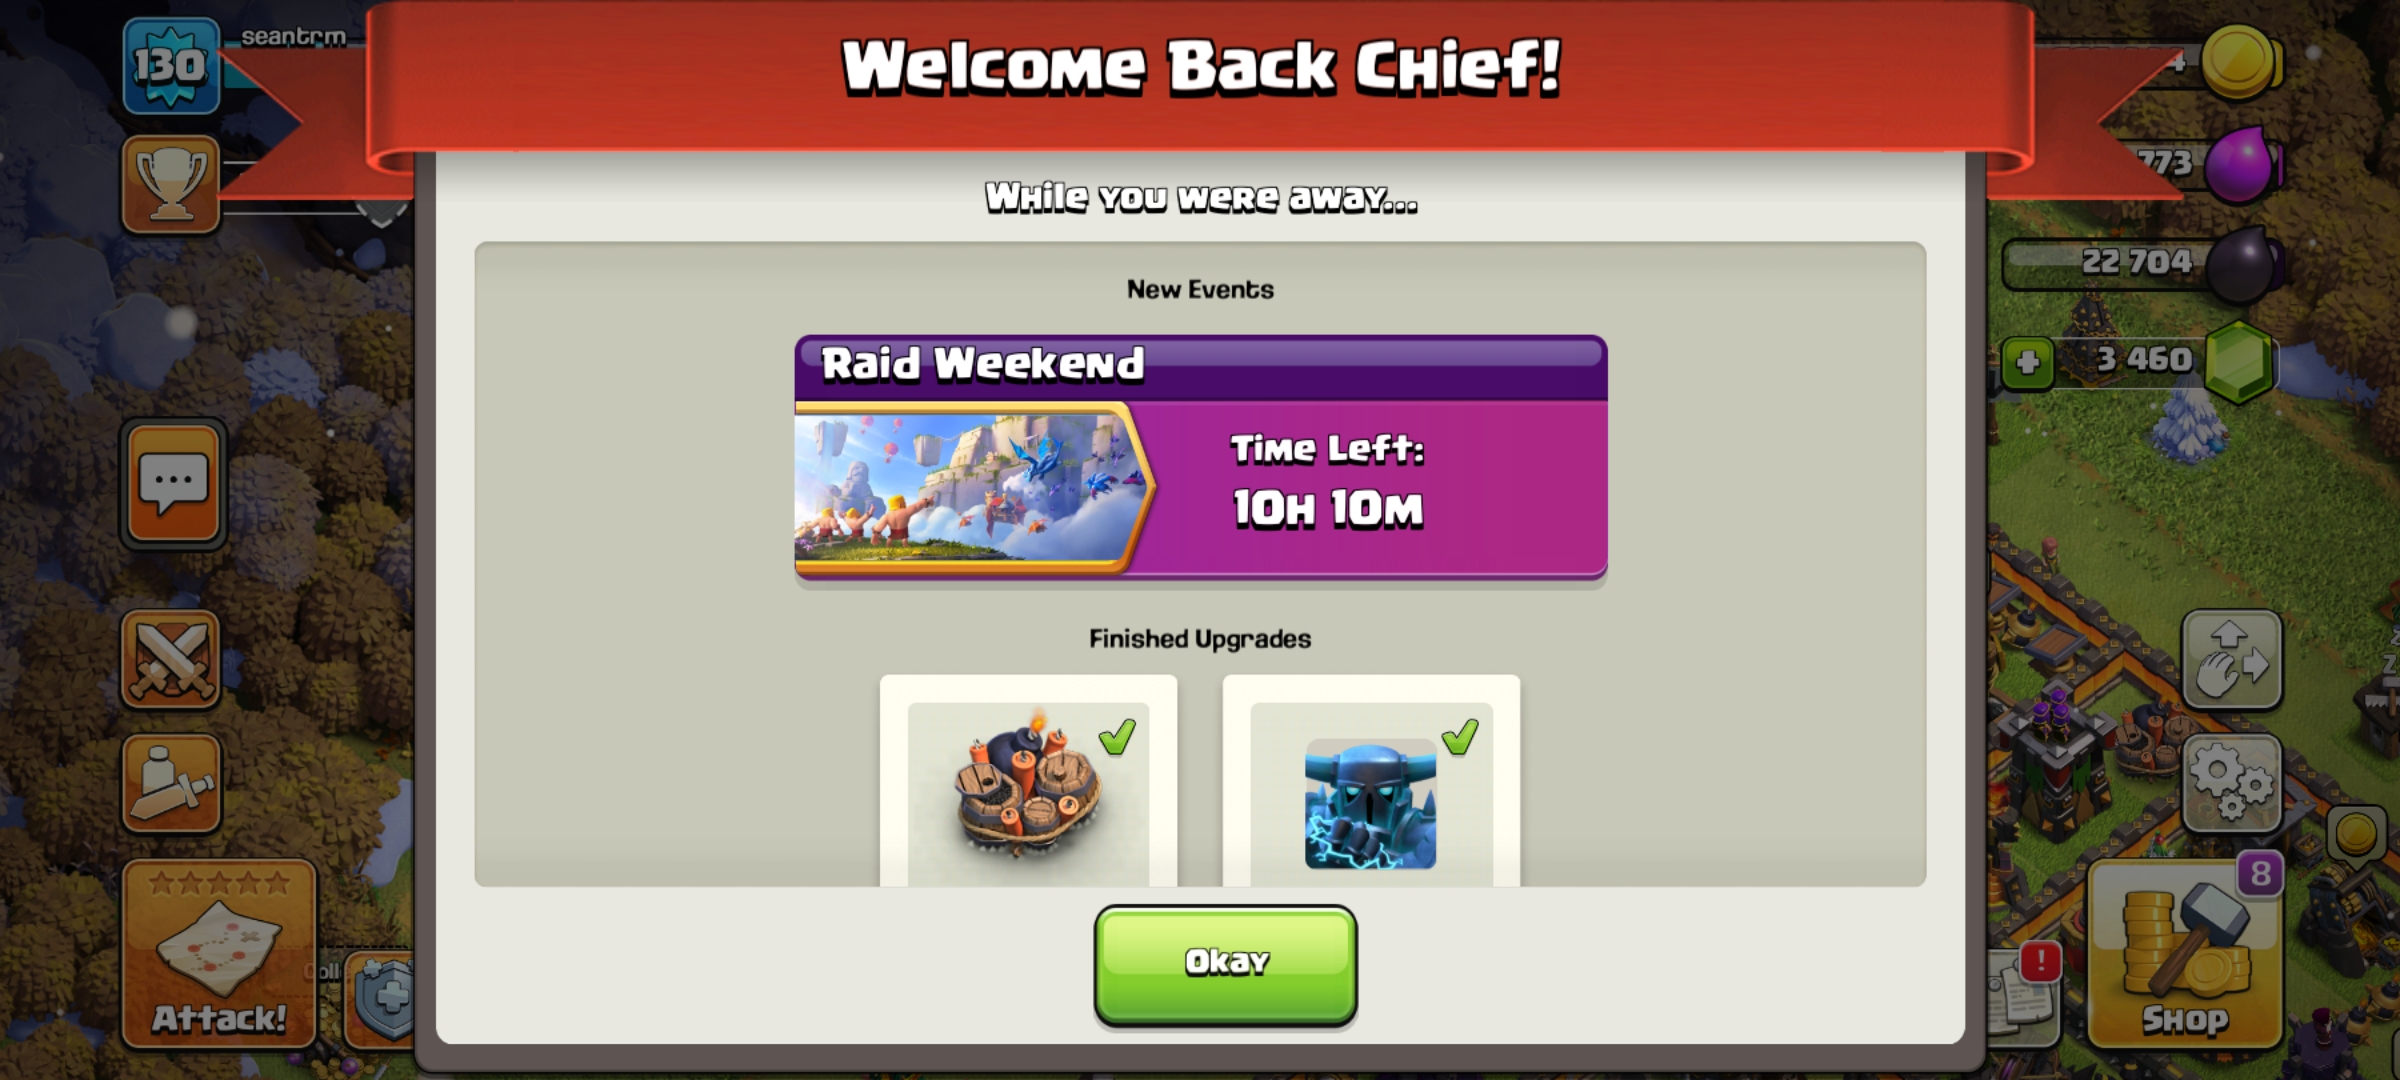 130
seantrm
Welcome Back Chief!
While you were away...
773
New Events
22 704
Raid Weekend
3 460
Time Left:
10H 10M
Finished Upgrades
8
Okay
!
Attack!
Shop